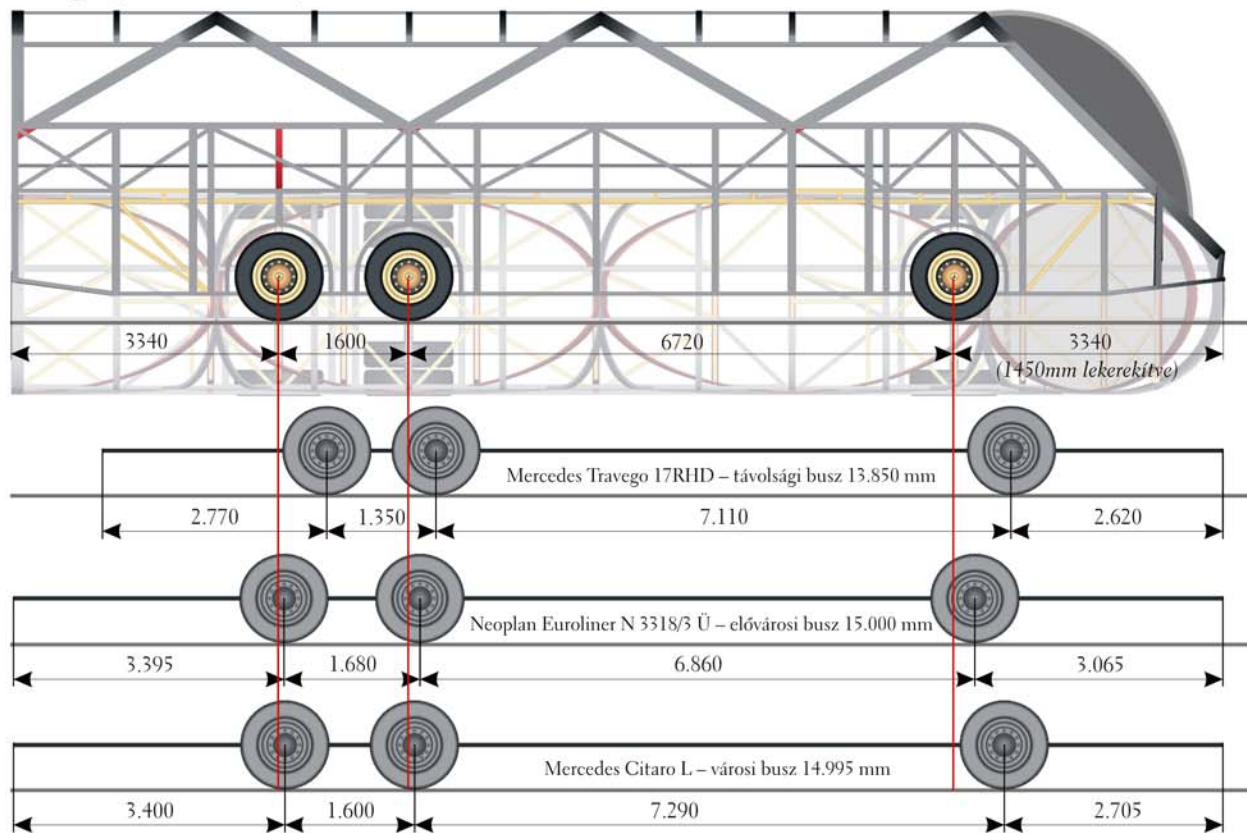 3340 1600 6720 3340
(1450mm lekerekítve)
Mercedes Travego 17RHD – távolsági busz 13.850 mm
2.770 1.350 7.110 2.620
Neoplan Euroliner N 3318/3 Ü – elővárosi busz 15.000 mm
3.395 1.680 6.860 3.065
Mercedes Citaro L – városi busz 14.995 mm
3.400 1.600 7.290 2.705